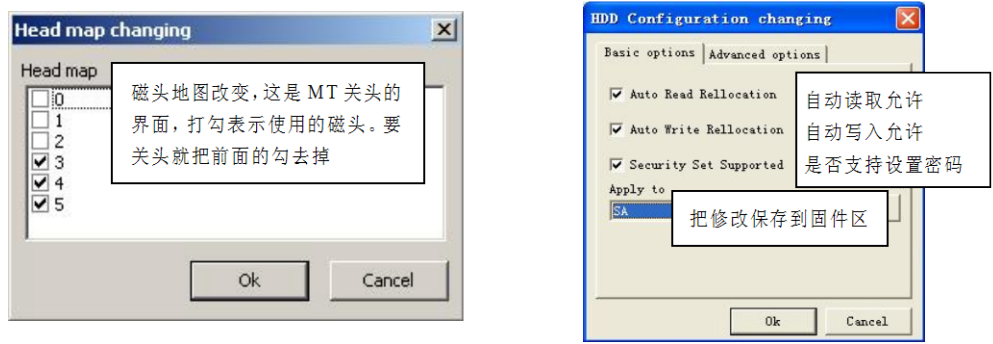 Head map changing
Head map
0
1
2
3
4
5
磁头地图改变，这是 MT 关头的
界面，打勾表示使用的磁头。要
关头就把前面的勾去掉
Ok
Cancel
HDD Configuration changing
Basic options
Advanced options
Auto Read Rellocation
Auto Write Rellocation
Security Set Supported
自动读取允许
自动写入允许
是否支持设置密码
Apply to
SA
把修改保存到固件区
Ok
Cancel